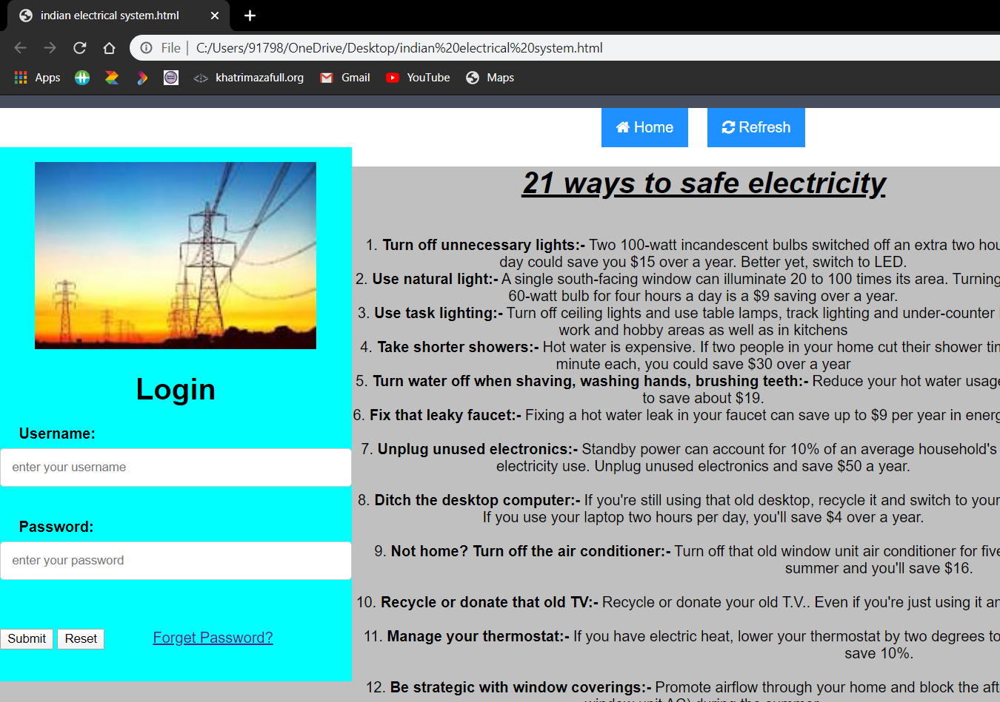 indian electrical system.html
File | C:/Users/91798/OneDrive/Desktop/indian%20electrical%20system.html
Apps khatrimazafull.org Gmail YouTube Maps
Home Refresh
21 ways to safe electricity
1. Turn off unnecessary lights:- Two 100-watt incandescent bulbs switched off an extra two
day could save you $15 over a year. Better yet, switch to LED.
2. Use natural light:- A single south-facing window can illuminate 20 to 100 times its area. Turning
60-watt bulb for four hours a day is a $9 saving over a year.
3. Use task lighting:- Turn off ceiling lights and use table lamps, track lighting and under-counter
work and hobby areas as well as in kitchens
4. Take shorter showers:- Hot water is expensive. If two people in your home cut their shower
minute each, you could save $30 over a year
5. Turn water off when shaving, washing hands, brushing teeth:- Reduce your hot water usage
to save about $19.
6. Fix that leaky faucet:- Fixing a hot water leak in your faucet can save up to $9 per year in
7. Unplug unused electronics:- Standby power can account for 10% of an average household's
electricity use. Unplug unused electronics and save $50 a year.
8. Ditch the desktop computer:- If you're still using that old desktop, recycle it and switch to your
If you use your laptop two hours per day, you'll save $4 over a year.
9. Not home? Turn off the air conditioner:- Turn off that old window unit air conditioner for five
summer and you'll save $16.
10. Recycle or donate that old TV:- Recycle or donate your old T.V.. Even if you're just using it
11. Manage your thermostat:- If you have electric heat, lower your thermostat by two degrees to
save 10%.
12. Be strategic with window coverings:- Promote airflow through your home and block the
window unit AC) during the summer.
Login
Username:
enter your username
Password:
enter your password
Submit Reset Forget Password?